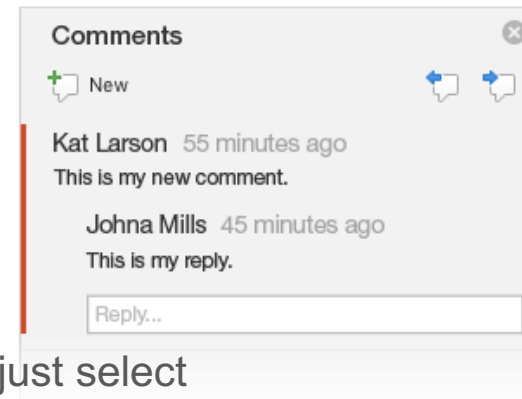 Comments
New
Kat Larson 55 minutes ago
This is my new comment.
Johna Mills 45 minutes ago
This is my reply.
Reply...
just select